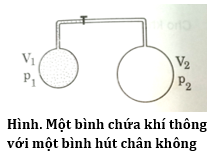 V₁
p₁
V₂
p₂
Hình. Một bình chứa khí thông
với một bình hút chân không